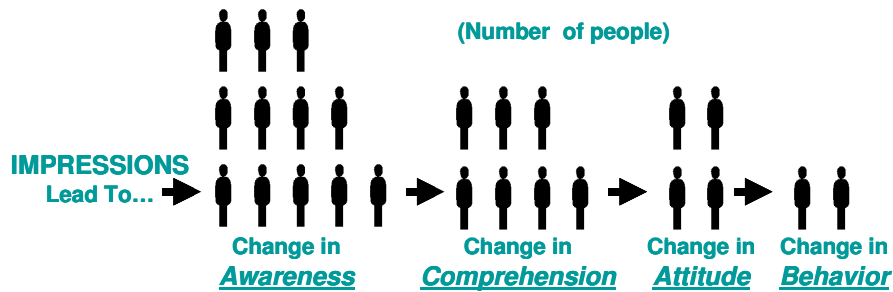 (Number of people)
IMPRESSIONS
Lead To...
Change in
Awareness
Change in
Comprehension
Change in
Attitude
Change in
Behavior